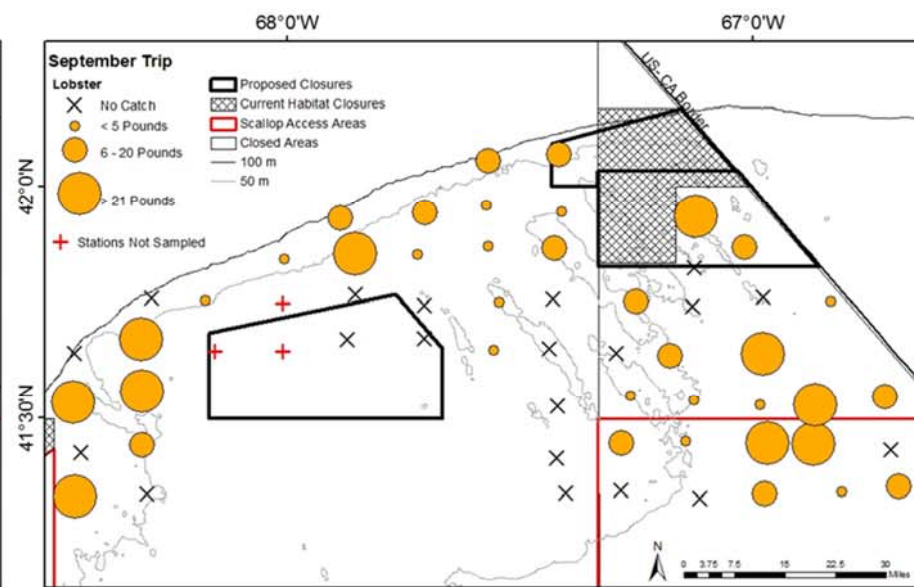 68°0'W
67°0'W
September Trip
Lobster
No Catch
< 5 Pounds
6 - 20 Pounds
> 21 Pounds
Stations Not Sampled
Proposed Closures
Current Habitat Closures
Scallop Access Areas
Closed Areas
100 m
50 m
US- CA Border
42°0'N
41°30'N
N
0 3.75 7.5 15 22.5 30
Miles